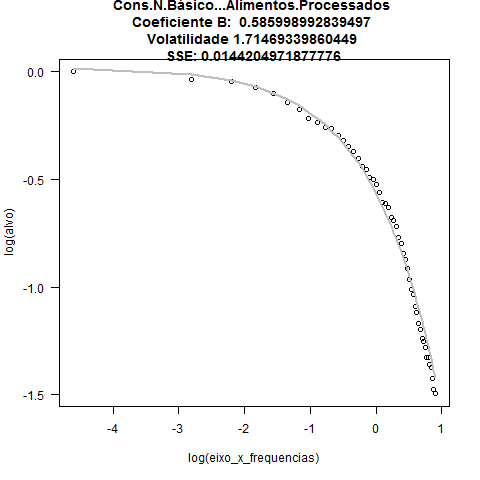 Cons.N.Básico...Alimentos.Processados
Coeficiente B: 0.585998992839497
Volatilidade 1.71469339860449
SSE: 0.0144204971877776
0.0
-0.5
-1.0
-1.5
log(alvo)
-4
-3
-2
-1
0
1
log(eixo_x_frequencias)